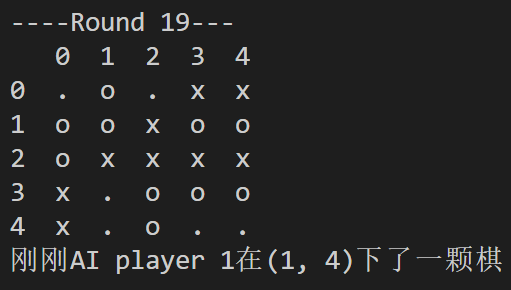 ----Round 19---
0 1 2 3 4
0 . o . x x
1 o o x o o
2 o x x x x
3 x . o o o
4 x . o . .
刚刚AI player 1在(1, 4)下了一颗棋